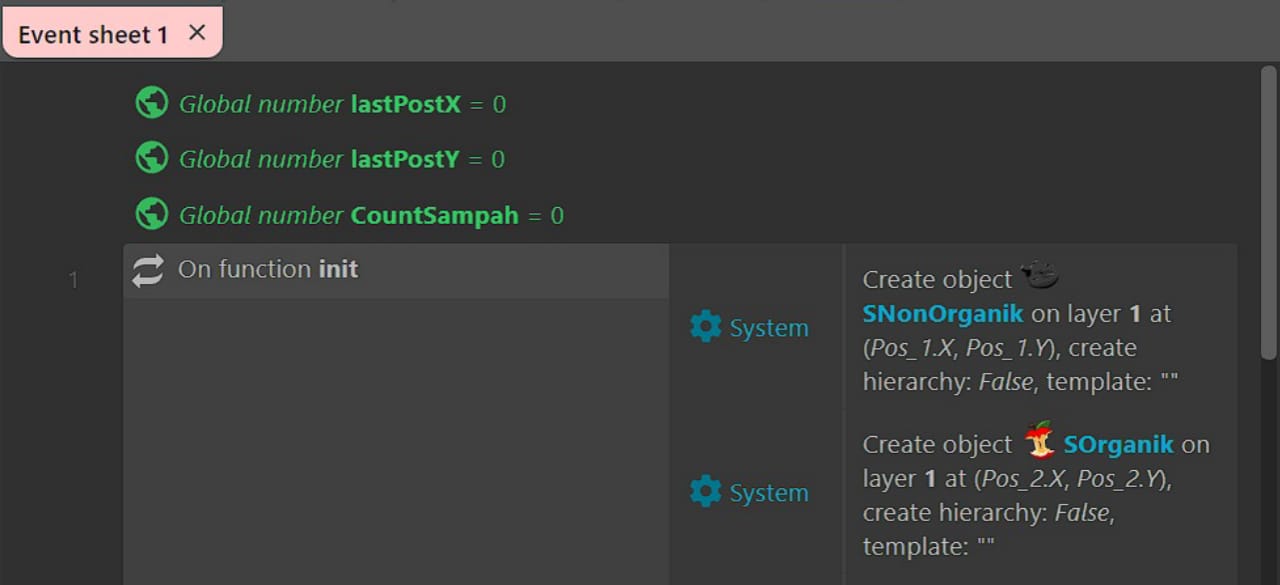 Event sheet 1 ×
Global number lastPostX = 0
Global number lastPostY = 0
Global number CountSampah = 0
1
On function init
System
Create object
SNonOrganik on layer 1 at
(Pos_1.X, Pos_1.Y), create
hierarchy: False, template: ""
System
Create object SOrganik on
layer 1 at (Pos_2.X, Pos_2.Y),
create hierarchy: False,
template: ""